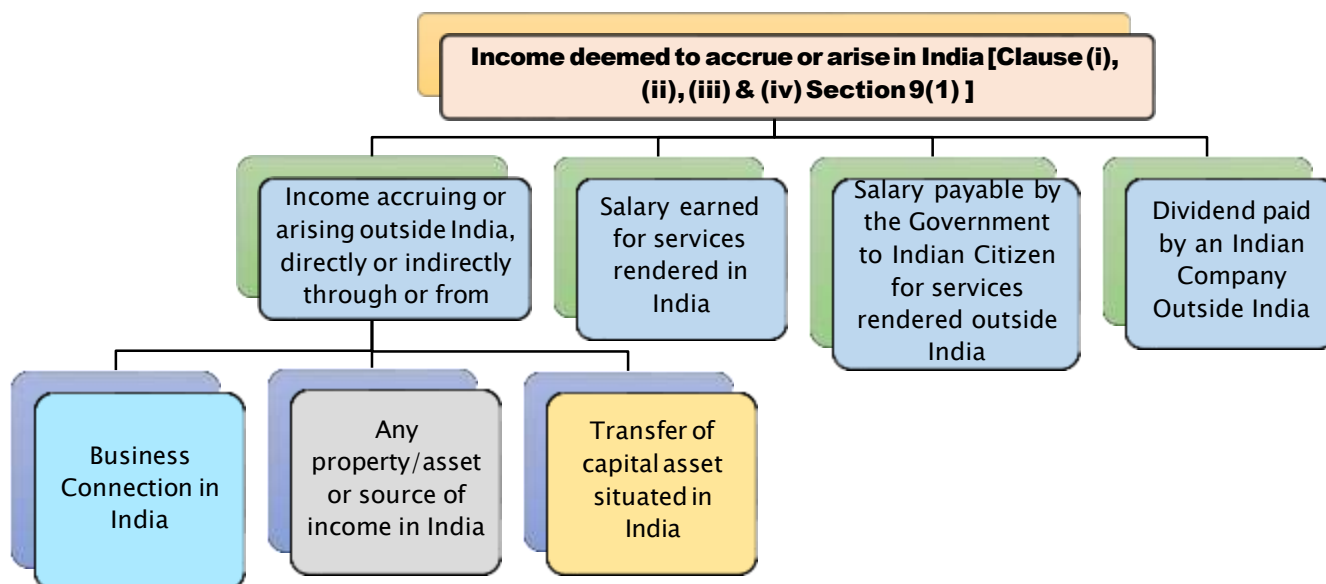 Income deemed to accrue or arise in India [Clause (i),
(ii), (iii) & (iv) Section 9(1) ]
Income accruing or
arising outside India,
directly or indirectly
through or from
Salary earned
for services
rendered in
India
Salary payable by
the Government
to Indian Citizen
for services
rendered outside
India
Dividend paid
by an Indian
Company
Outside India
Business
Connection in
India
Any
property/asset
or source of
income in India
Transfer of
capital asset
situated in
India